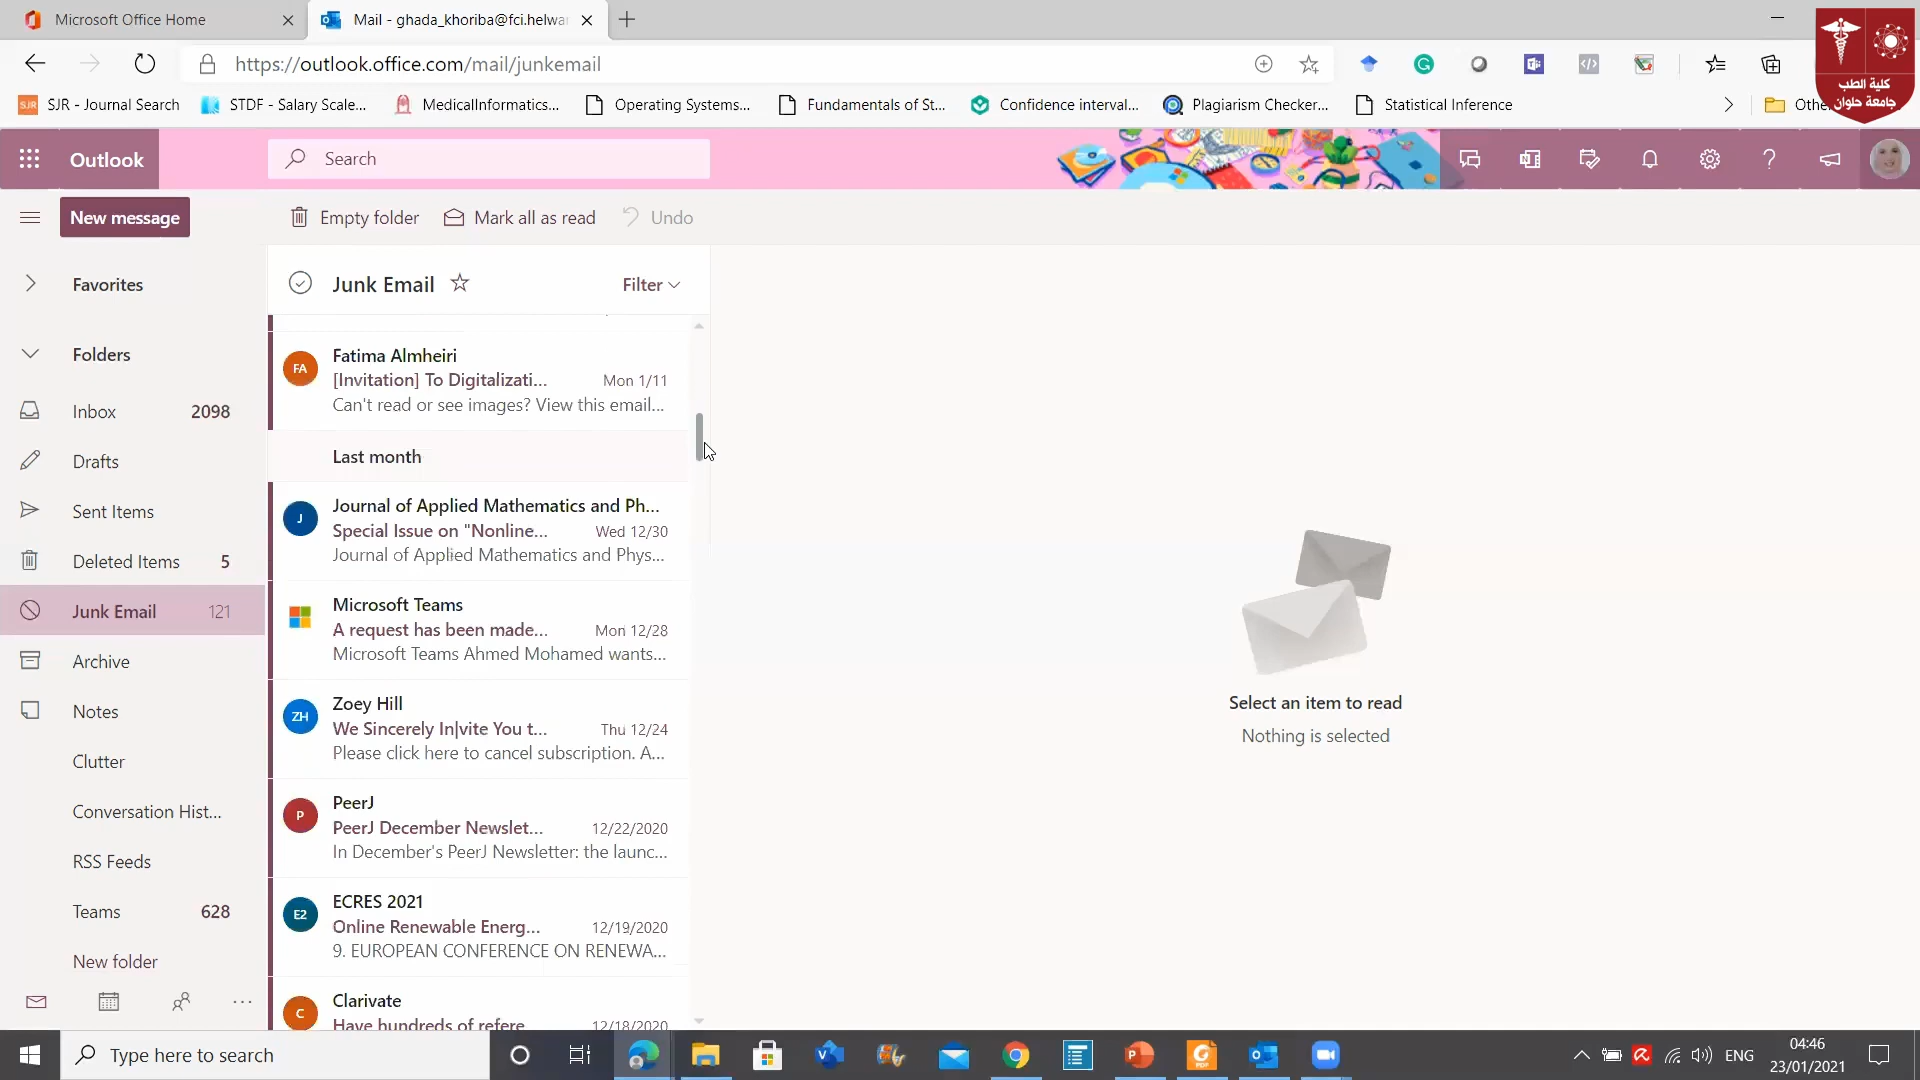 Microsoft Office Home
Mail - ghada_khoriba@fci.helwan
https://outlook.office.com/mail/junkemail
SJR - Journal Search
STDF - Salary Scale...
MedicalInformatics...
Operating Systems...
Fundamentals of St...
Confidence interval...
Plagiarism Checker...
Statistical Inference
Othe
كلية الطب
جامعة حلوان
Outlook
Search
New message
Empty folder
Mark all as read
Undo
Favorites
Folders
Inbox 2098
Drafts
Sent Items
Deleted Items 5
Junk Email 121
Archive
Notes
Clutter
Conversation Hist...
RSS Feeds
Teams 628
New folder
Junk Email
Filter
FA
Fatima Almheiri
[Invitation] To Digitalizati... Mon 1/11
Can't read or see images? View this email...
Last month
J
Journal of Applied Mathematics and Ph...
Special Issue on "Nonline... Wed 12/30
Journal of Applied Mathematics and Phys...
Microsoft Teams
A request has been made... Mon 12/28
Microsoft Teams Ahmed Mohamed wants...
ZH
Zoey Hill
We Sincerely In|vite You t... Thu 12/24
Please click here to cancel subscription. A...
P
PeerJ
PeerJ December Newslet... 12/22/2020
In December's PeerJ Newsletter: the launc...
E2
ECRES 2021
Online Renewable Energ... 12/19/2020
9. EUROPEAN CONFERENCE ON RENEWA...
C
Clarivate
Have hundreds of refere 12/18/2020
Select an item to read
Nothing is selected
Type here to search
ENG
04:46
23/01/2021